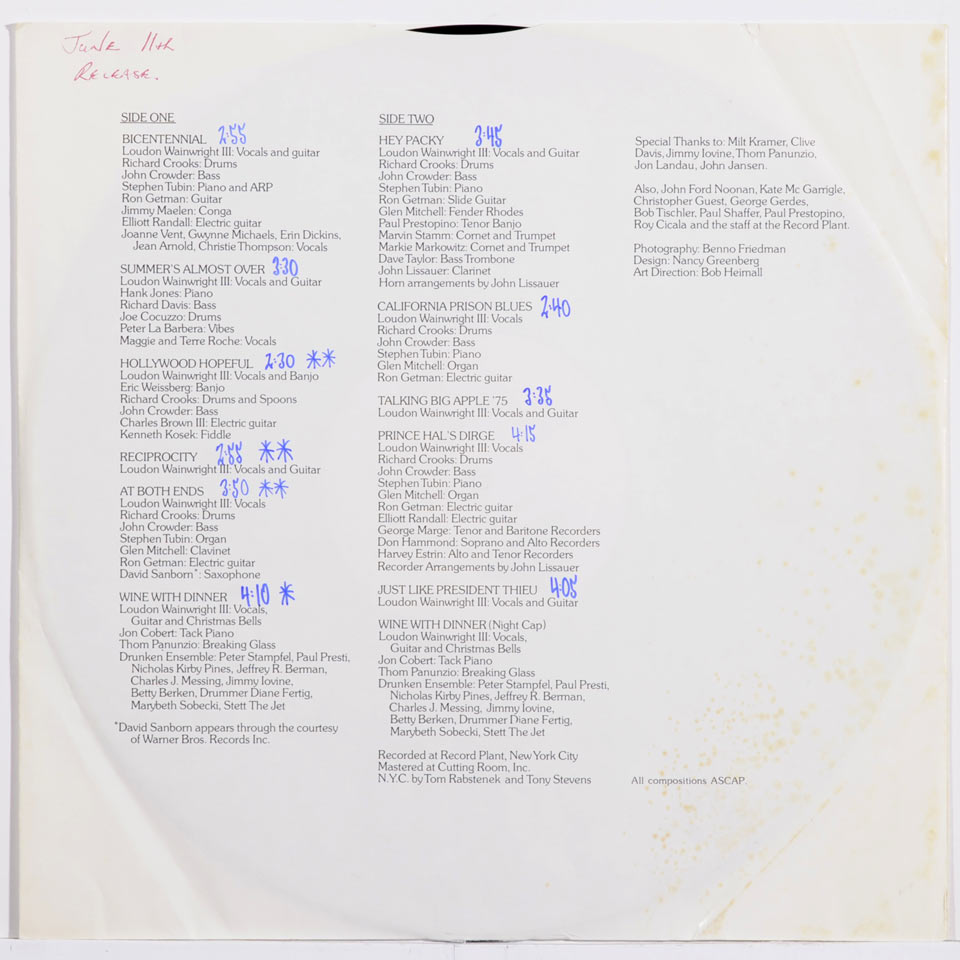 June 11th
Release.
SIDE ONE
BICENTENNIAL 2:55
Loudon Wainwright III: Vocals and guitar
Richard Crooks: Drums
John Crowder: Bass
Stephen Tubin: Piano and ARP
Ron Getman: Guitar
Jimmy Maelen: Conga
Elliott Randall: Electric guitar
Joanne Vent, Gwynne Michaels, Erin Dickins,
Jean Arnold, Christie Thompson: Vocals
SUMMER'S ALMOST OVER 3:30
Loudon Wainwright III: Vocals and Guitar
Hank Jones: Piano
Richard Davis: Bass
Joe Cocuzzo: Drums
Peter La Barbera: Vibes
Maggie and Terre Roche: Vocals
HOLLYWOOD HOPEFUL 2:30 **
Loudon Wainwright III: Vocals and Banjo
Eric Weissberg: Banjo
Richard Crooks: Drums and Spoons
John Crowder: Bass
Charles Brown III: Electric guitar
Kenneth Kosek: Fiddle
RECIPROCITY 2:55 **
Loudon Wainwright III: Vocals and Guitar
AT BOTH ENDS 3:50 **
Loudon Wainwright III: Vocals
Richard Crooks: Drums
John Crowder: Bass
Stephen Tubin: Organ
Glen Mitchell: Clavinet
Ron Getman: Electric guitar
David Sanborn*: Saxophone
WINE WITH DINNER 4:10 *
Loudon Wainwright III: Vocals,
Guitar and Christmas Bells
Jon Cobert: Tack Piano
Thom Panunzio: Breaking Glass
Drunken Ensemble: Peter Stampfel, Paul Presti,
Nicholas Kirby Pines, Jeffrey R. Berman,
Charles J. Messing, Jimmy Iovine,
Betty Berken, Drummer Diane Fertig,
Marybeth Sobecki, Stett The Jet
*David Sanborn appears through the courtesy
of Warner Bros. Records Inc.
SIDE TWO
HEY PACKY 3:45
Loudon Wainwright III: Vocals and Guitar
Richard Crooks: Drums
John Crowder: Bass
Stephen Tubin: Piano
Ron Getman: Slide Guitar
Glen Mitchell: Fender Rhodes
Paul Prestopino: Tenor Banjo
Marvin Stamm: Cornet and Trumpet
Markie Markowitz: Cornet and Trumpet
Dave Taylor: Bass Trombone
John Lissauer: Clarinet
Horn arrangements by John Lissauer
CALIFORNIA PRISON BLUES 2:40
Loudon Wainwright III: Vocals
Richard Crooks: Drums
John Crowder: Bass
Stephen Tubin: Piano
Glen Mitchell: Organ
Ron Getman: Electric guitar
TALKING BIG APPLE '75 3:35
Loudon Wainwright III: Vocals and Guitar
PRINCE HAL'S DIRGE 4:15
Loudon Wainwright III: Vocals
Richard Crooks: Drums
John Crowder: Bass
Stephen Tubin: Piano
Glen Mitchell: Organ
Ron Getman: Electric guitar
Elliott Randall: Electric guitar
George Marge: Tenor and Baritone Recorders
Don Hammond: Soprano and Alto Recorders
Harvey Estrin: Alto and Tenor Recorders
Recorder Arrangements by John Lissauer
JUST LIKE PRESIDENT THIEU 4:05
Loudon Wainwright III: Vocals and Guitar
WINE WITH DINNER (Night Cap)
Loudon Wainwright III: Vocals,
Guitar and Christmas Bells
Jon Cobert: Tack Piano
Thom Panunzio: Breaking Glass
Drunken Ensemble: Peter Stampfel, Paul Presti,
Nicholas Kirby Pines, Jeffrey R. Berman,
Charles J. Messing, Jimmy Iovine,
Betty Berken, Drummer Diane Fertig,
Marybeth Sobecki, Stett The Jet
Recorded at Record Plant, New York City
Mastered at Cutting Room, Inc.
N.Y.C. by Tom Rabstenek and Tony Stevens
Special Thanks to: Milt Kramer, Clive
Davis, Jimmy Iovine, Thom Panunzio,
Jon Landau, John Jansen.
Also, John Ford Noonan, Kate Mc Garrigle,
Christopher Guest, George Gerdes,
Bob Tischler, Paul Shaffer, Paul Prestopino,
Roy Cicala and the staff at the Record Plant.
Photography: Benno Friedman
Design: Nancy Greenberg
Art Direction: Bob Heimall
All compositions ASCAP.